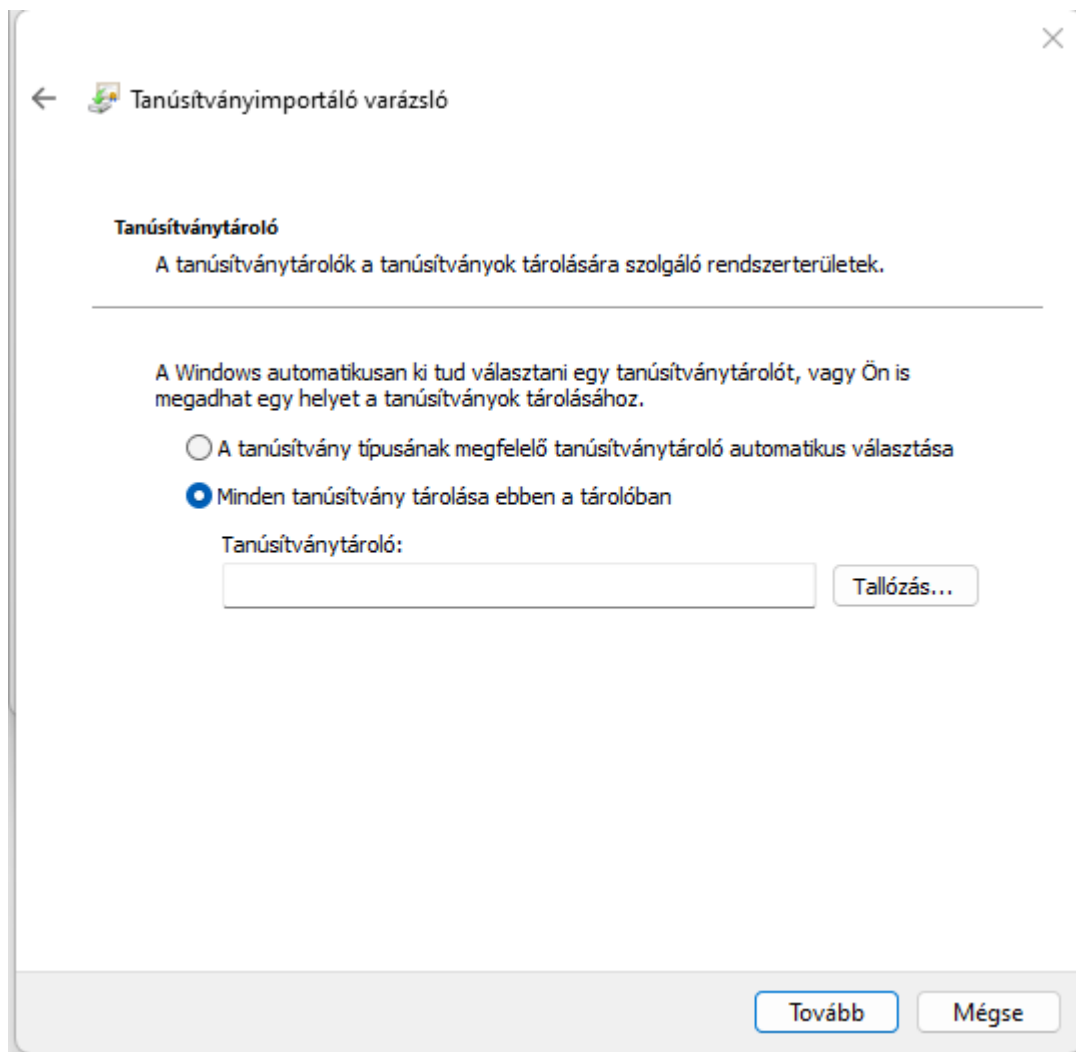 Tanúsítványimportáló varázsló
Tanúsítványtároló
A tanúsítványtárolók a tanúsítványok tárolására szolgáló rendszerterületek.
A Windows automatikusan ki tud választani egy tanúsítványtárolót, vagy Ön is
megadhat egy helyet a tanúsítványok tárolásához.
A tanúsítvány típusának megfelelő tanúsítványtároló automatikus választása
Minden tanúsítvány tárolása ebben a tárolóban
Tanúsítványtároló:
Tallózás...
Tovább
Mégse